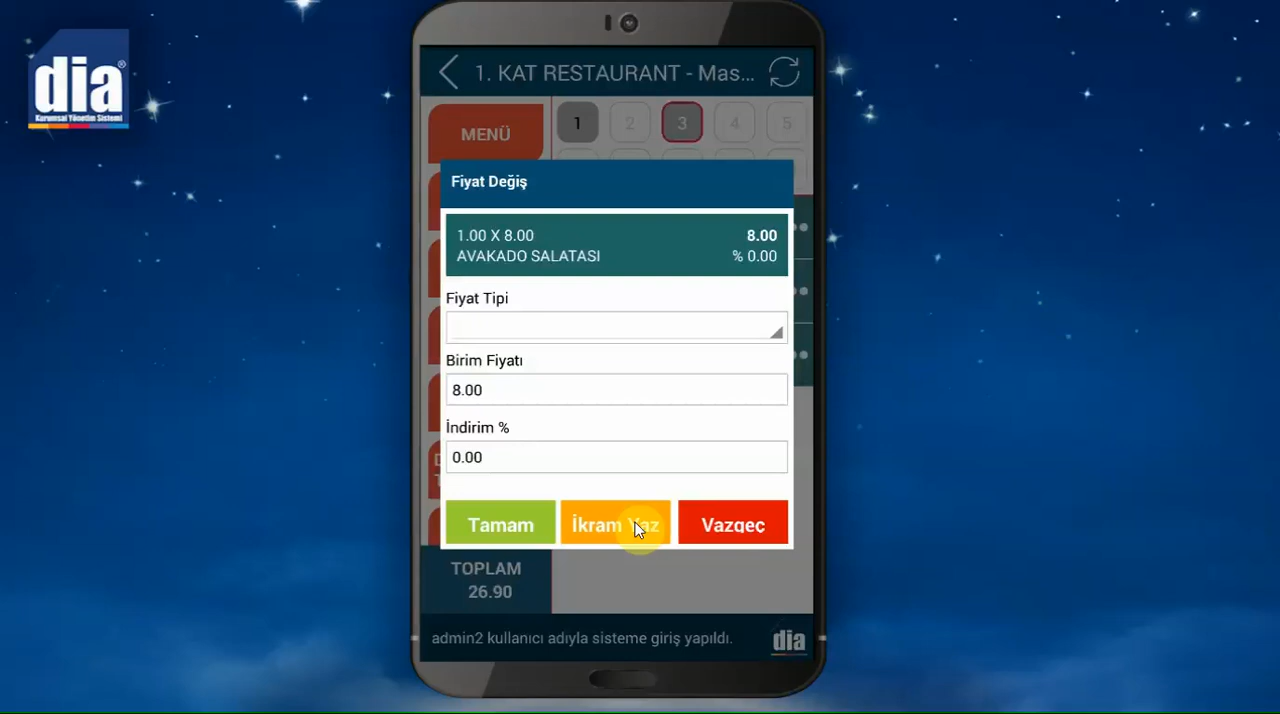 dia®
Kurumsal Yönetim Sistemi
1. KAT RESTAURANT - Mas...
MENÜ
1 2 3 4 5
Fiyat Değiş
1.00 X 8.00 8.00
AVAKADO SALATASI % 0.00
Fiyat Tipi
Birim Fiyatı
8.00
İndirim %
0.00
Tamam İkram Yaz Vazgeç
TOPLAM
26.90
admin2 kullanıcı adıyla sisteme giriş yapıldı. dia